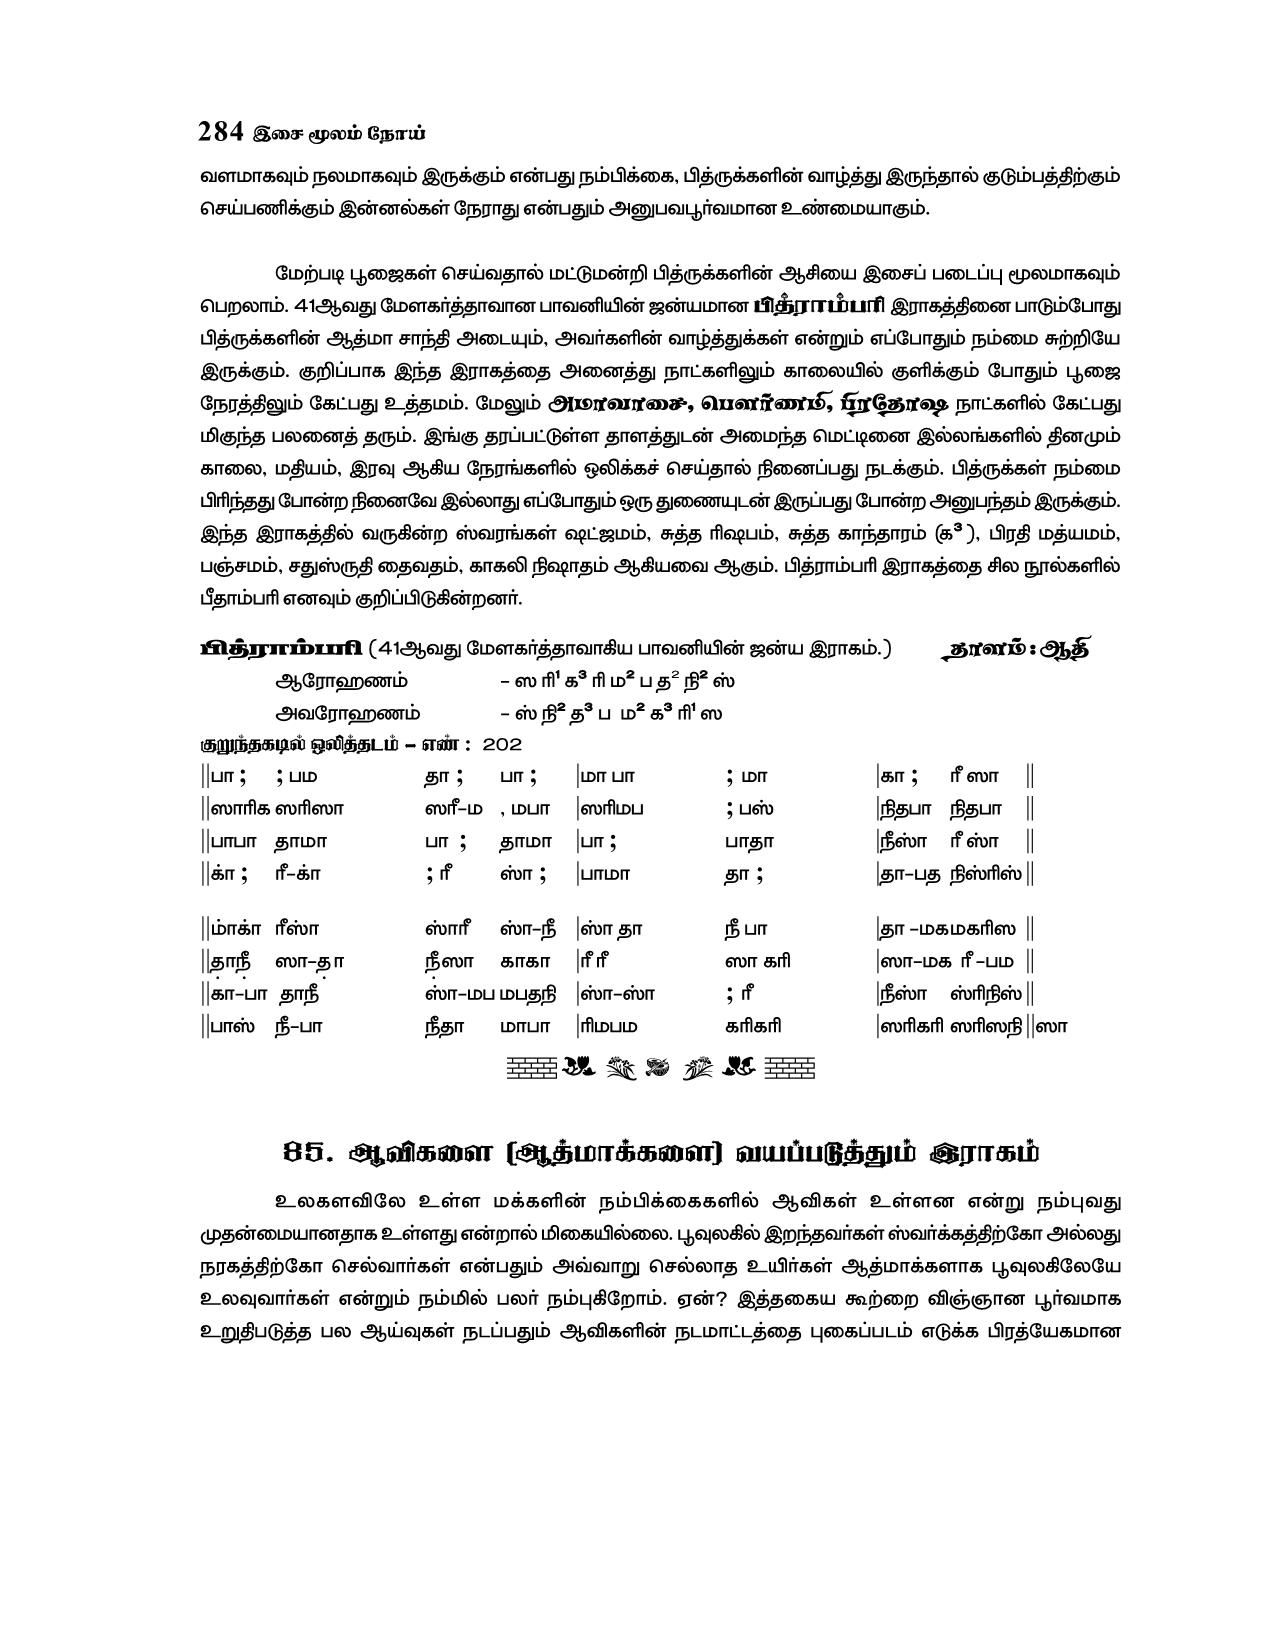 284 இசை மூலம் நோய்
வளமாகவும் நலமாகவும் இருக்கும் என்பது நம்பிக்கை, பித்ருக்களின் வாழ்த்து இருந்தால் குடும்பத்திற்கும்
செய்பணிக்கும் இன்னல்கள் நேராது என்பதும் அனுபவபூர்வமான உண்மையாகும்.
மேற்படி பூஜைகள் செய்வதால் மட்டுமன்றி பித்ருக்களின் ஆசியை இசைப் படைப்பு மூலமாகவும்
பெறலாம். 41ஆவது மேளகர்த்தாவான பாவனியின் ஜன்யமான பித்ராம்பரி இராகத்தினை பாடும்போது
பித்ருக்களின் ஆத்மா சாந்தி அடையும், அவர்களின் வாழ்த்துக்கள் என்றும் எப்போதும் நம்மை சுற்றியே
இருக்கும். குறிப்பாக இந்த இராகத்தை அனைத்து நாட்களிலும் காலையில் குளிக்கும் போதும் பூஜை
நேரத்திலும் கேட்பது உத்தமம். மேலும் அமாவாசை, பௌர்ணமி, பிரதோஷ நாட்களில் கேட்பது
மிகுந்த பலனைத் தரும். இங்கு தரப்பட்டுள்ள தாளத்துடன் அமைந்த மெட்டினை இல்லங்களில் தினமும்
காலை, மதியம், இரவு ஆகிய நேரங்களில் ஒலிக்கச் செய்தால் நினைப்பது நடக்கும். பித்ருக்கள் நம்மை
பிரிந்தது போன்ற நினைவே இல்லாது எப்போதும் ஒரு துணையுடன் இருப்பது போன்ற அனுபந்தம் இருக்கும்.
இந்த இராகத்தில் வருகின்ற ஸ்வரங்கள் ஷட்ஜமம், சுத்த ரிஷபம், சுத்த காந்தாரம் (க³), பிரதி மத்யமம்,
பஞ்சமம், சதுஸ்ருதி தைவதம், காகலி நிஷாதம் ஆகியவை ஆகும். பித்ராம்பரி இராகத்தை சில நூல்களில்
பீதாம்பரி எனவும் குறிப்பிடுகின்றனர்.
பித்ராம்பரி (41ஆவது மேளகர்த்தாவாகிய பாவனியின் ஜன்ய இராகம்.) தாளம் : ஆதி
ஆரோஹணம் – ஸ ரி¹ க³ ரி ம² ப த² நி² ஸ்
அவரோஹணம் – ஸ் நி² த³ ப ம² க³ ரி¹ ஸ
குறுந்தகடில் ஒலித்தடம் – எண் : 202
||பா ; ; பம தா ; பா ; |மா பா ; மா |கா ; ரீ ஸா ||
||ஸாரிக ஸரிஸா ஸரீ–ம , மபா |ஸரிமப ; பஸ் |நிதபா நிதபா ||
||பாபா தாமா பா ; தாமா |பா ; பாதா |நீஸ்ா ரீ ஸ்ா ||
||க்ா ; ரீ–க்ா ; ரீ ஸ்ா ; |பாமா தா ; |தா–பத நிஸ்ரிஸ்||
||ம்ாக்ா ரீஸ்ா ஸ்ாரீ ஸ்ா–நீ |ஸ்ா தா நீ பா |தா –மகமகரிஸ ||
||தாநீ ஸா–தா நீஸா காகா |ரீ ரீ ஸா கரி |ஸா–மக ரீ–பம ||
||க்ா–பா தாநீ ஸ்ா–மப மபதநி |ஸ்ா–ஸ்ா ; ரீ |நீஸ்ா ஸ்ரிநிஸ்||
||பாஸ் நீ–பா நீதா மாபா |ரிமபம கரிகரி |ஸரிகரி ஸரிஸநி||ஸா
85. ஆவிகளை (ஆத்மாக்களை) வயப்படுத்தும் இராகம்
உலகளவிலே உள்ள மக்களின் நம்பிக்கைகளில் ஆவிகள் உள்ளன என்று நம்புவது
முதன்மையானதாக உள்ளது என்றால் மிகையில்லை. பூவுலகில் இறந்தவர்கள் ஸ்வர்க்கத்திற்கோ அல்லது
நரகத்திற்கோ செல்வார்கள் என்பதும் அவ்வாறு செல்லாத உயிர்கள் ஆத்மாக்களாக பூவுலகிலேயே
உலவுவார்கள் என்றும் நம்மில் பலர் நம்புகிறோம். ஏன்? இத்தகைய கூற்றை விஞ்ஞான பூர்வமாக
உறுதிபடுத்த பல ஆய்வுகள் நடப்பதும் ஆவிகளின் நடமாட்டத்தை புகைப்படம் எடுக்க பிரத்யேகமான